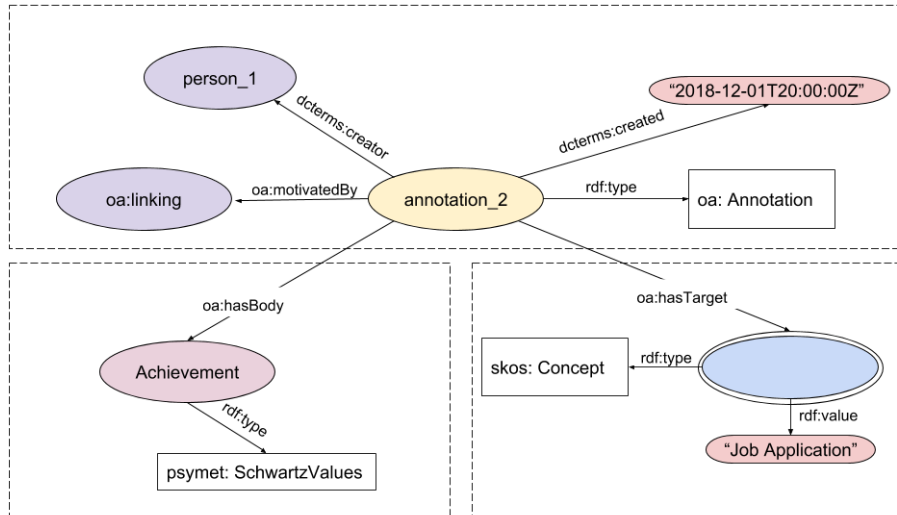 person_1
“2018-12-01T20:00:00Z”
dcterms:creator
dcterms:created
oa:linking
oa:motivatedBy
annotation_2
rdf:type
oa: Annotation
oa:hasBody
oa:hasTarget
Achievement
rdf:type
psymet: SchwartzValues
skos: Concept
rdf:type
rdf:value
“Job Application”